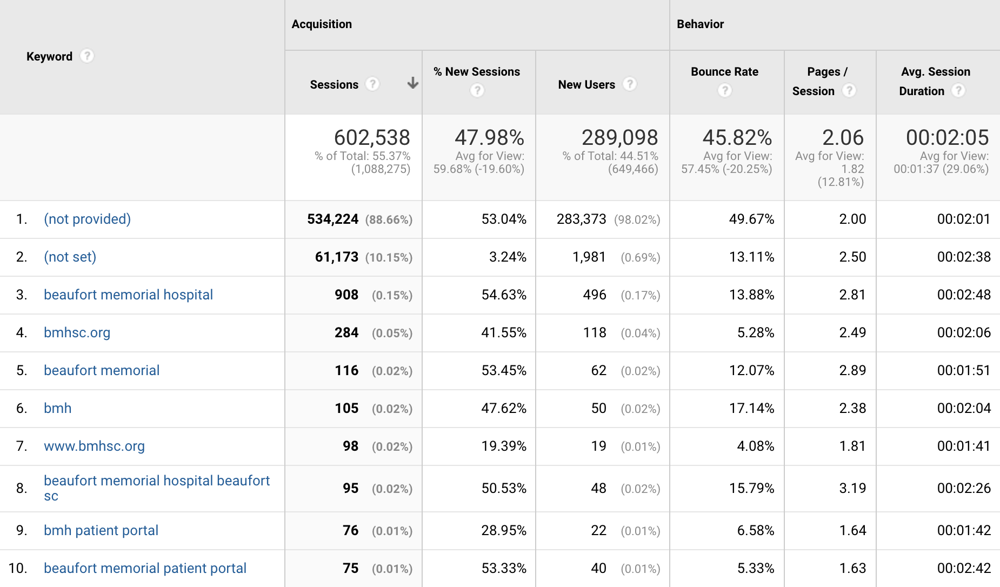 Acquisition
Behavior
Keyword ?
Sessions ?
% New Sessions
?
New Users ?
Bounce Rate
?
Pages /
Session ?
Avg. Session
Duration ?
602,538
% of Total: 55.37%
(1,088,275)
47.98%
Avg for View:
59.68% (-19.60%)
289,098
% of Total: 44.51%
(649,466)
45.82%
Avg for View:
57.45% (-20.25%)
2.06
Avg for View:
1.82
(12.81%)
00:02:05
Avg for View:
00:01:37 (29.06%)
1. (not provided) 534,224 (88.66%) 53.04% 283,373 (98.02%) 49.67% 2.00 00:02:01
2. (not set) 61,173 (10.15%) 3.24% 1,981 (0.69%) 13.11% 2.50 00:02:38
3. beaufort memorial hospital 908 (0.15%) 54.63% 496 (0.17%) 13.88% 2.81 00:02:48
4. bmhsc.org 284 (0.05%) 41.55% 118 (0.04%) 5.28% 2.49 00:02:06
5. beaufort memorial 116 (0.02%) 53.45% 62 (0.02%) 12.07% 2.89 00:01:51
6. bmh 105 (0.02%) 47.62% 50 (0.02%) 17.14% 2.38 00:02:04
7. www.bmhsc.org 98 (0.02%) 19.39% 19 (0.01%) 4.08% 1.81 00:01:41
8. beaufort memorial hospital beaufort
sc 95 (0.02%) 50.53% 48 (0.02%) 15.79% 3.19 00:02:26
9. bmh patient portal 76 (0.01%) 28.95% 22 (0.01%) 6.58% 1.64 00:01:42
10. beaufort memorial patient portal 75 (0.01%) 53.33% 40 (0.01%) 5.33% 1.63 00:02:42